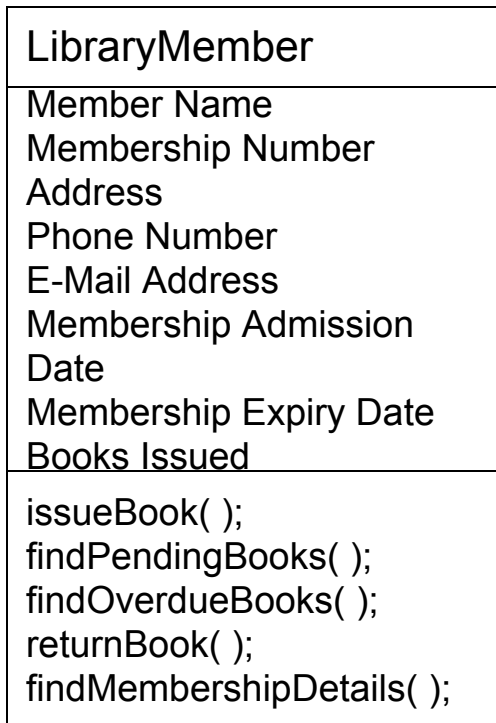 LibraryMember
Member Name
Membership Number
Address
Phone Number
E-Mail Address
Membership Admission
Date
Membership Expiry Date
Books Issued
issueBook( );
findPendingBooks( );
findOverdueBooks( );
returnBook( );
findMembershipDetails( );